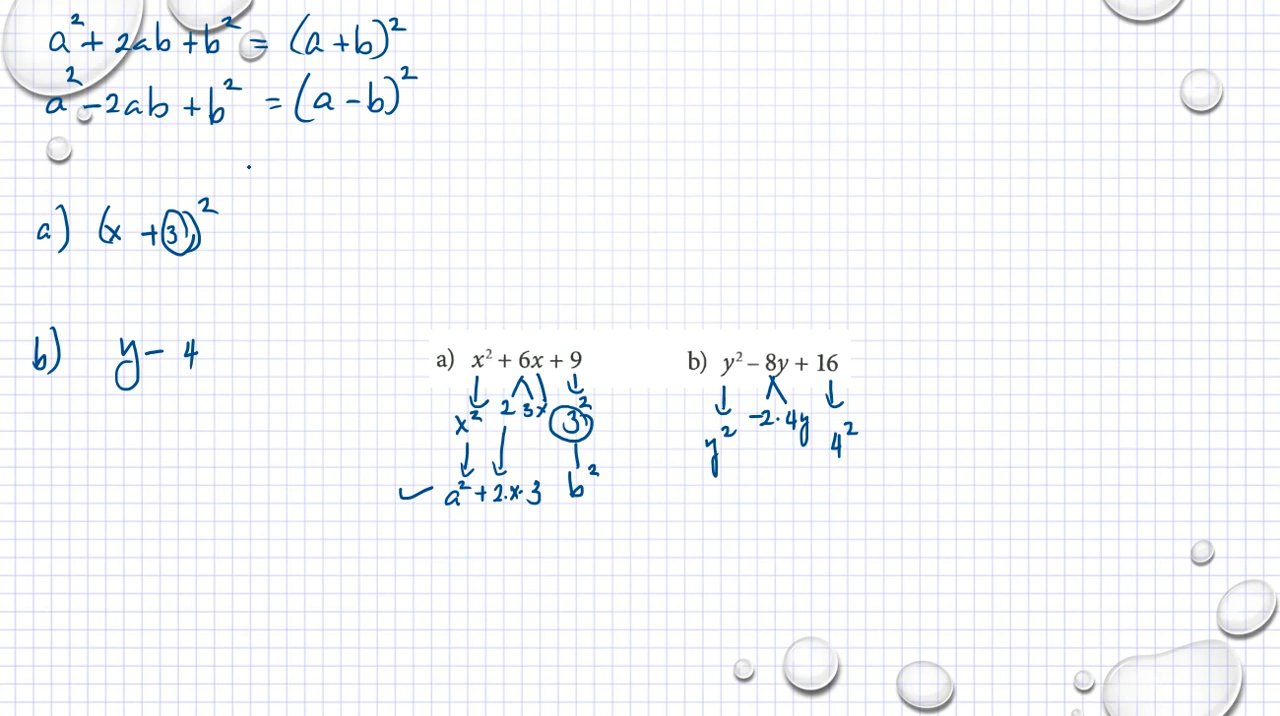 a² + 2ab + b² = (a + b)²
a² - 2ab + b² = (a - b)²
a) (x + 3)²
b) y - 4
a) x² + 6x + 9
x² 2 3x 3²
a² + 2.x.3 b²
b) y² – 8y + 16
y² -2.4y 4²